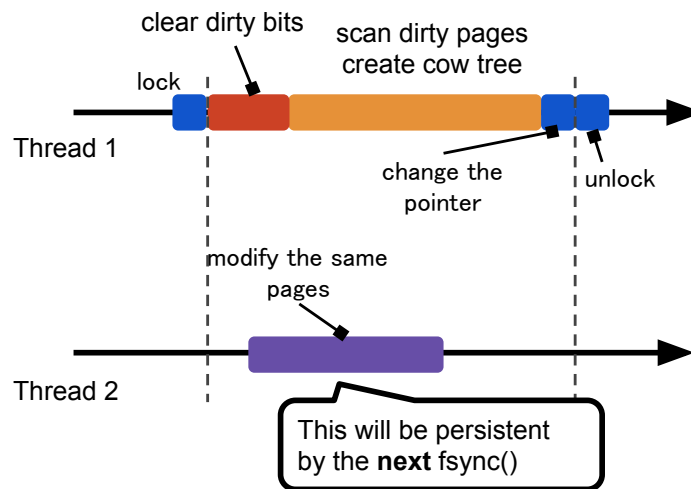 clear dirty bits
scan dirty pages
create cow tree
lock
Thread 1
change the
pointer
unlock
modify the same
pages
Thread 2
This will be persistent
by the next fsync()